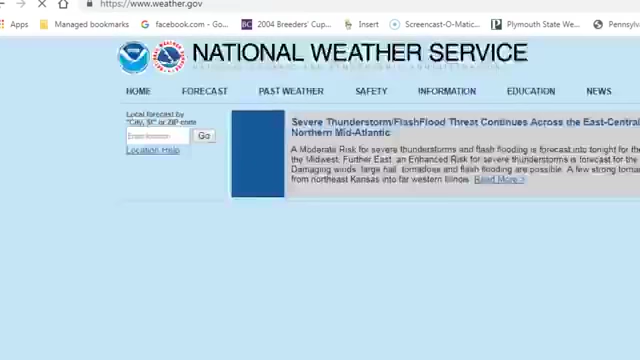 https://www.weather.gov
Apps Managed bookmarks facebook.com - Goog... 2004 Breeders' Cup... Insert Screencast-O-Matic... Plymouth State We... Pennsylv
NATIONAL WEATHER SERVICE
HOME FORECAST PAST WEATHER SAFETY INFORMATION EDUCATION NEWS
Local forecast by
"City, St" or ZIP code
Enter location Go
Location Help
Severe Thunderstorm/FlashFlood Threat Continues Across the East-Central
Northern Mid-Atlantic
A Moderate Risk for severe thunderstorms and flash flooding is forecast into tonight for the
the Midwest. Further East, an Enhanced Risk for severe thunderstorms is forecast for the
Damaging winds, large hail, tornadoes and flash flooding are possible. A few strong torna
from northeast Kansas into far western Illinois. Read More >